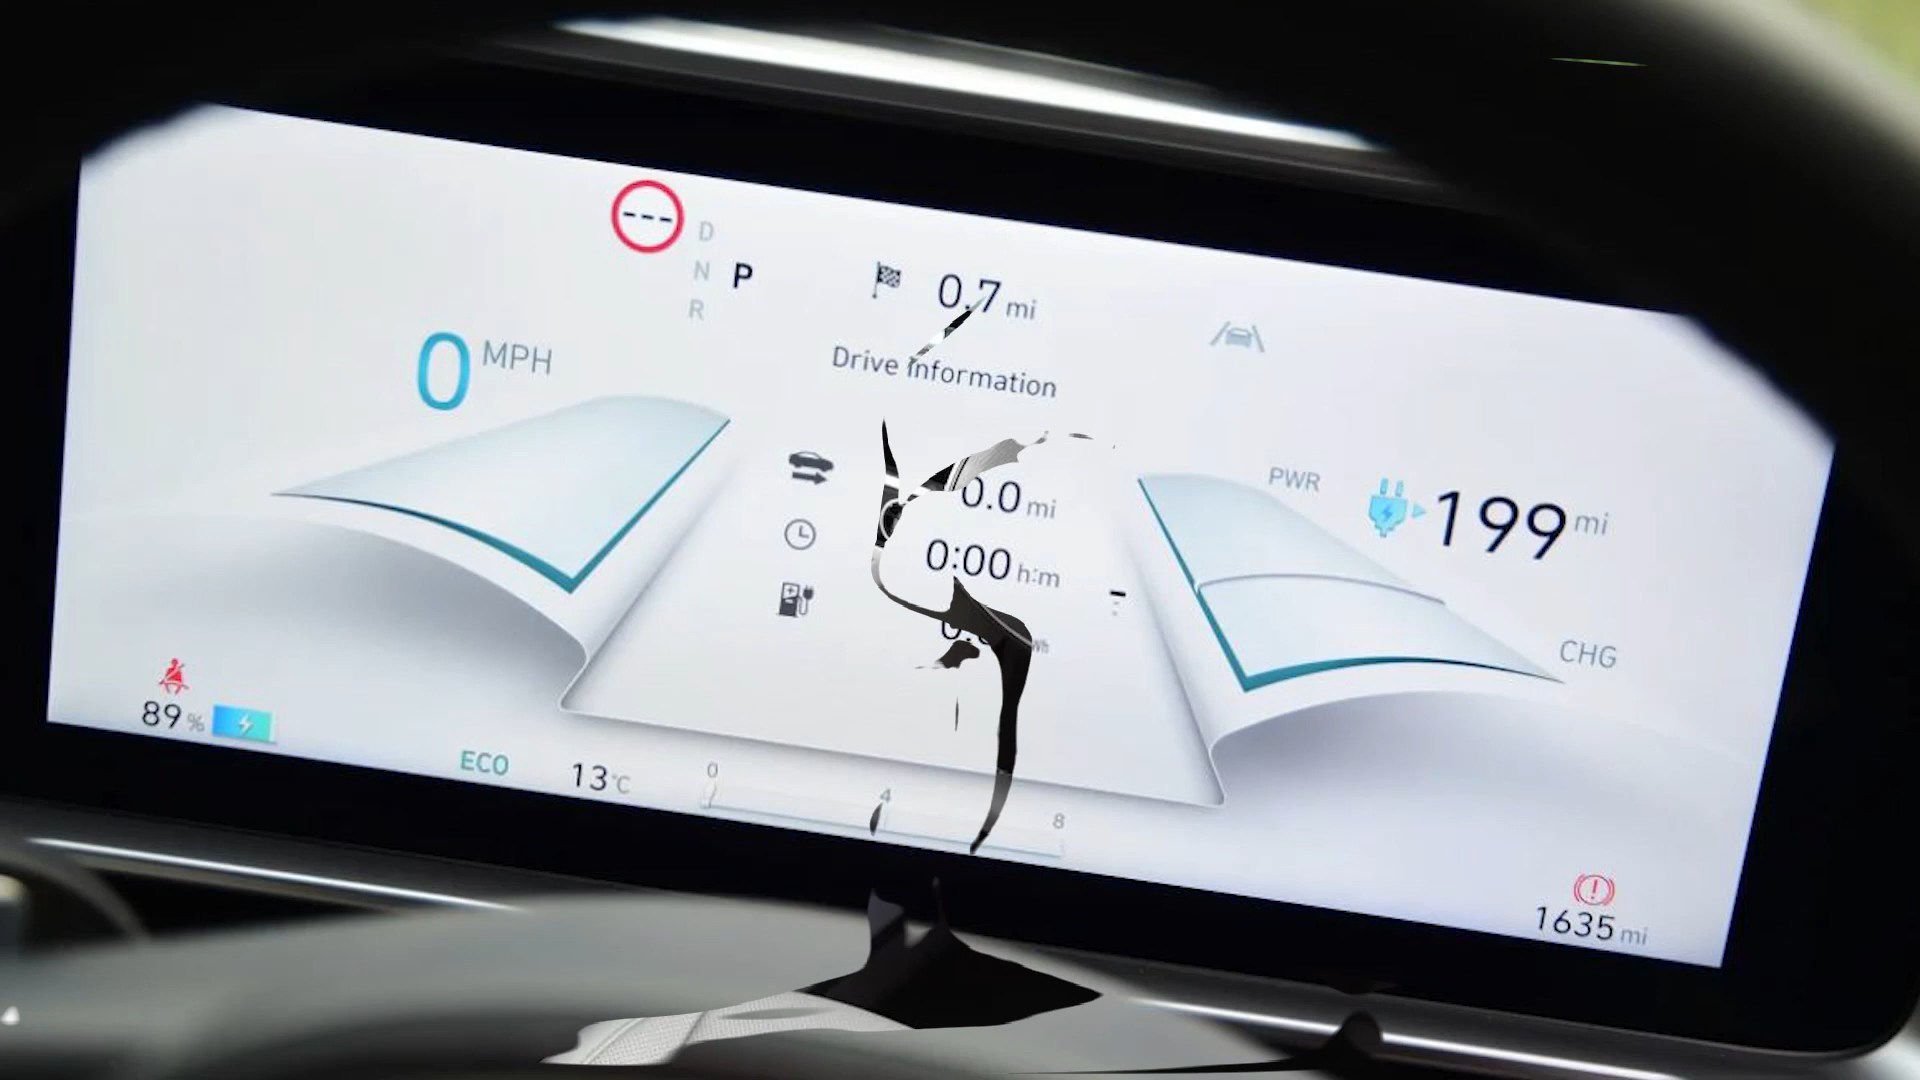 ---
D
N P
R
0.7 mi
0 MPH
Drive Information
0.0 mi
0:00 h:m
PWR
199 mi
CHG
89 %
ECO
13°C
0
4
8
1635 mi